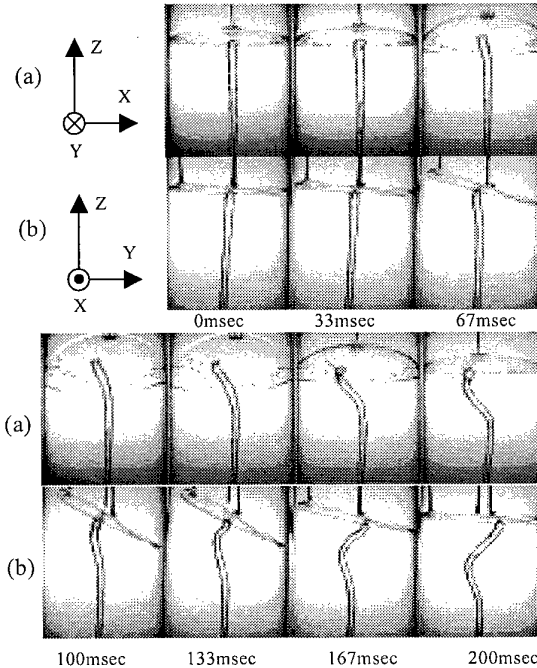 (a)
Z
X
Y
(b)
Z
Y
X
0msec 33msec 67msec
(a)
(b)
100msec 133msec 167msec 200msec